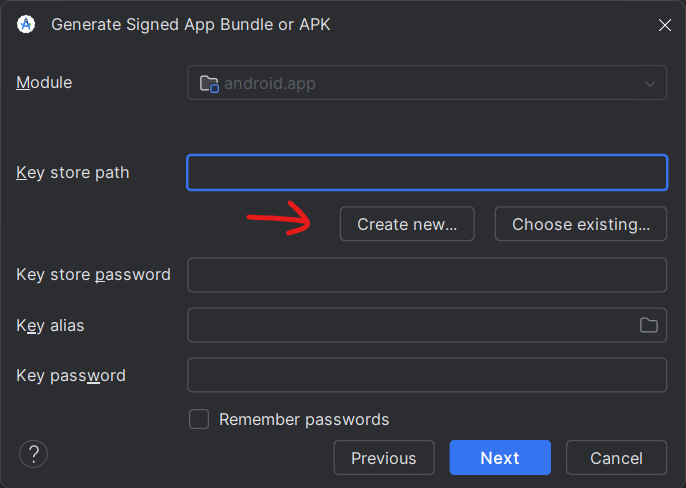 Generate Signed App Bundle or APK
Module
android.app
Key store path
Create new...
Choose existing...
Key store password
Key alias
Key password
Remember passwords
?
Previous
Next
Cancel